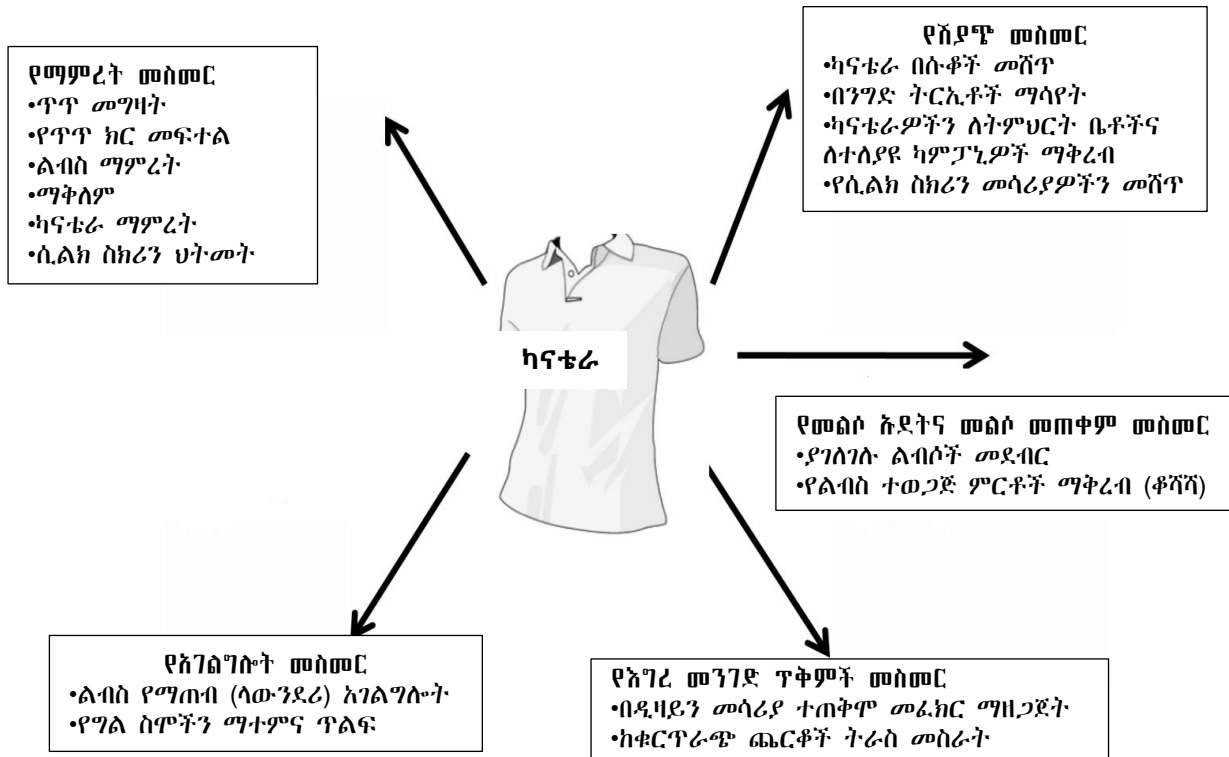 የማምረት መስመር
•ጥጥ መግዛት
•የጥጥ ክር መፍተል
•ልብስ ማምረት
•ማቅለም
•ካናቴራ ማምረት
•ሲልክ ስክሪን ህትመት
የሽያጭ መስመር
•ካናቴራ በሱቆች መሸጥ
•በንግድ ትርኢቶች ማሳየት
•ካናቴራዎችን ለትምህርት ቤቶችና
ለተለያዩ ካምፓኒዎች ማቅረብ
•የሲልክ ስክሪን መሳሪያዎችን መሸጥ
ካናቴራ
የመልሶ ኡደትና መልሶ መጠቀም መስመር
•ያገለገሉ ልብሶች መደብር
•የልብስ ተወጋጅ ምርቶች ማቅረብ (ቆሻሻ)
የአገልግሎት መስመር
•ልብስ የማጠብ (ላውንደሪ) አገልግሎት
•የግል ስሞችን ማተምና ጥልፍ
የእግረ መንገድ ጥቅምች መስመር
•በዲዛይን መሳሪያ ተጠቅሞ መፈክር ማዘጋጀት
•ከቁርጥራጭ ጨርቆች ትራስ መስራት